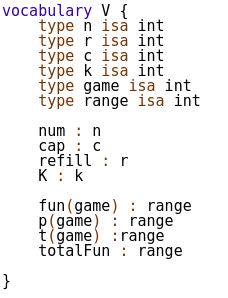 vocabulary V {
    type n isa int
    type r isa int
    type c isa int
    type k isa int
    type game isa int
    type range isa int

    num : n
    cap : c
    refill : r
    K : k

    fun(game) : range
    p(game) : range
    t(game) :range
    totalFun : range

}